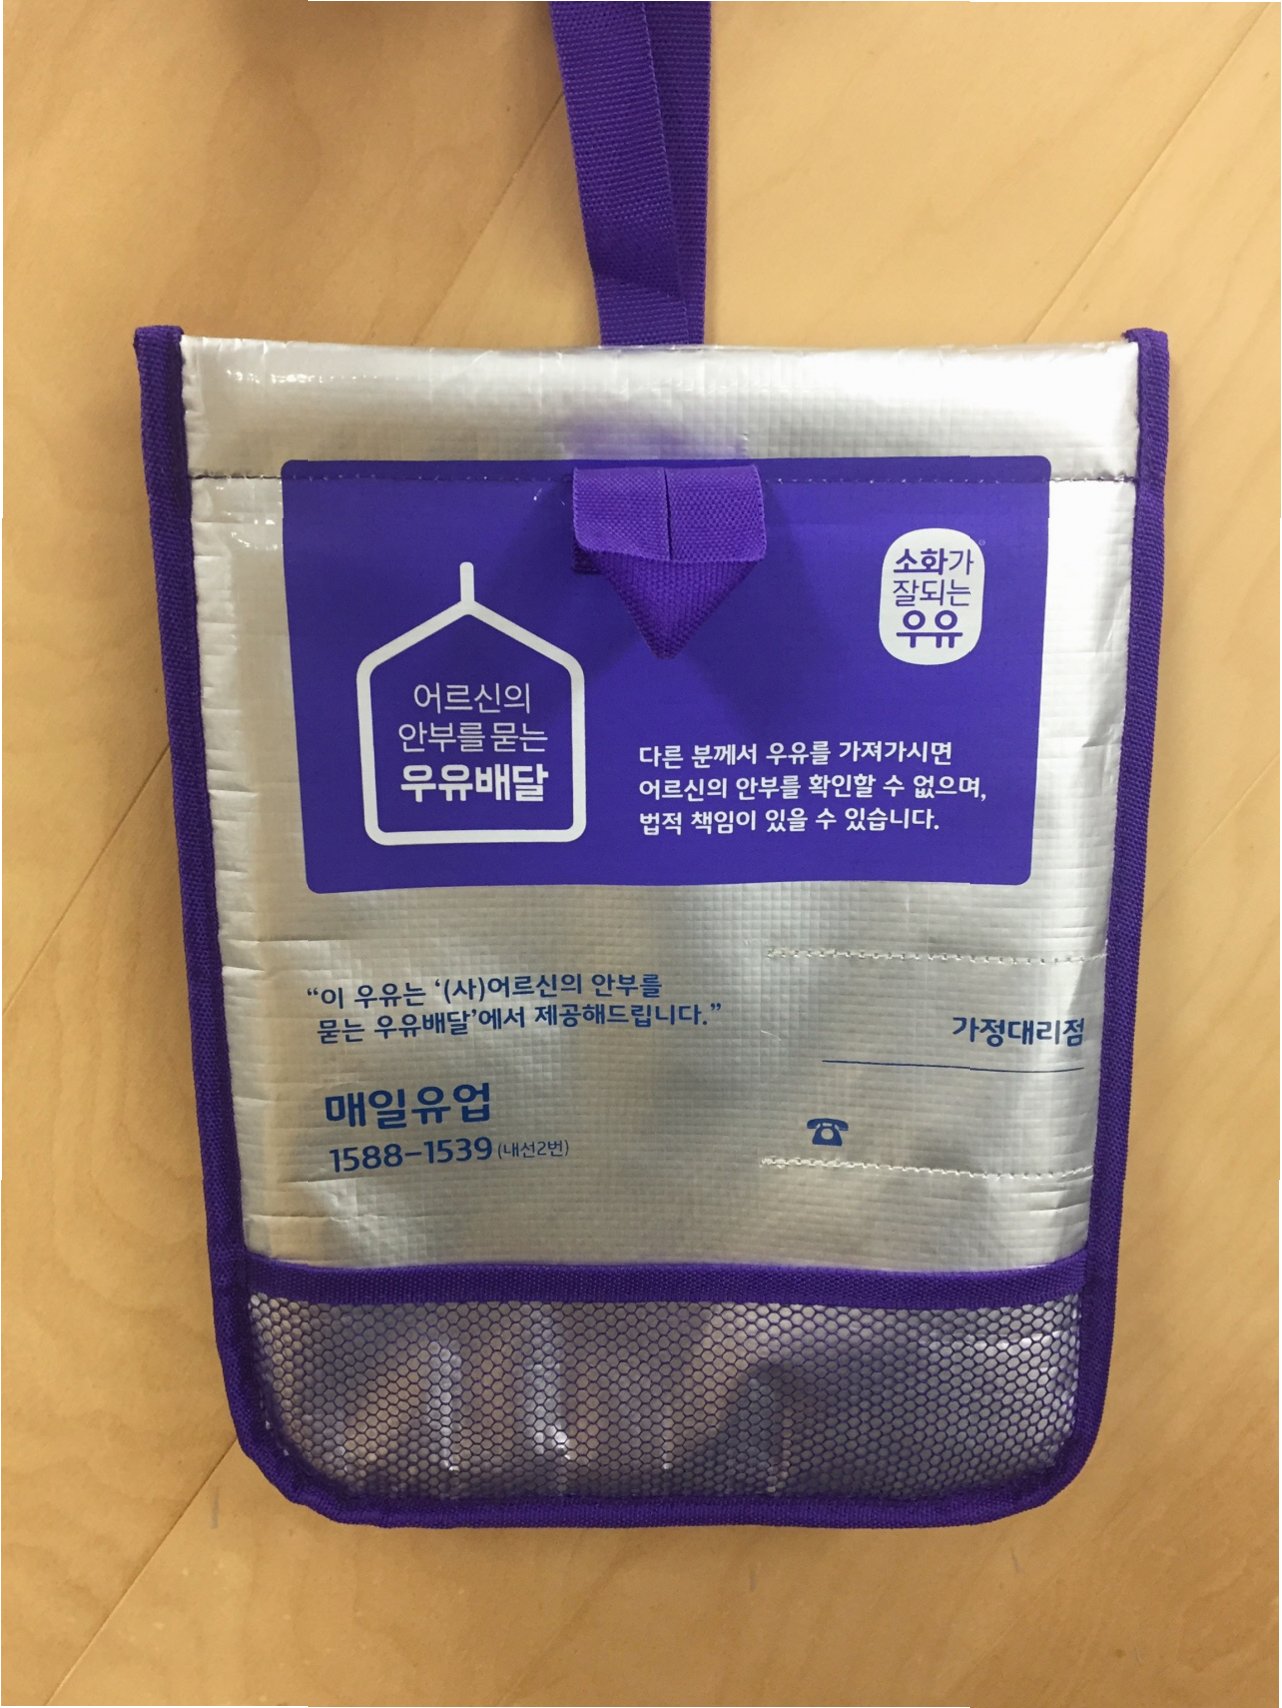 소화가
잘되는
우유
어르신의
안부를 묻는
우유배달
다른 분께서 우유를 가져가시면
어르신의 안부를 확인할 수 없으며,
법적 책임이 있을 수 있습니다.
“이 우유는 ‘(사)어르신의 안부를
묻는 우유배달’에서 제공해드립니다.”
가정대리점
매일유업
1588-1539 (내선2번)